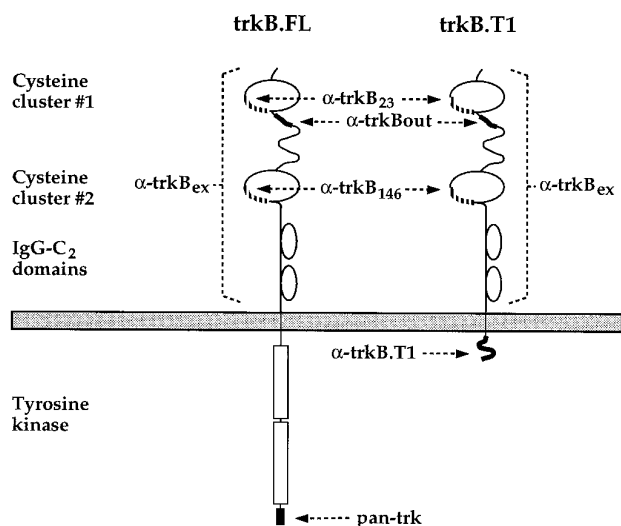 trkB.FL
trkB.T1
Cysteine
cluster #1
α-trkB23
α-trkBout
Cysteine
cluster #2
α-trkBex
α-trkB146
α-trkBex
IgG-C2
domains
α-trkB.T1
Tyrosine
kinase
pan-trk